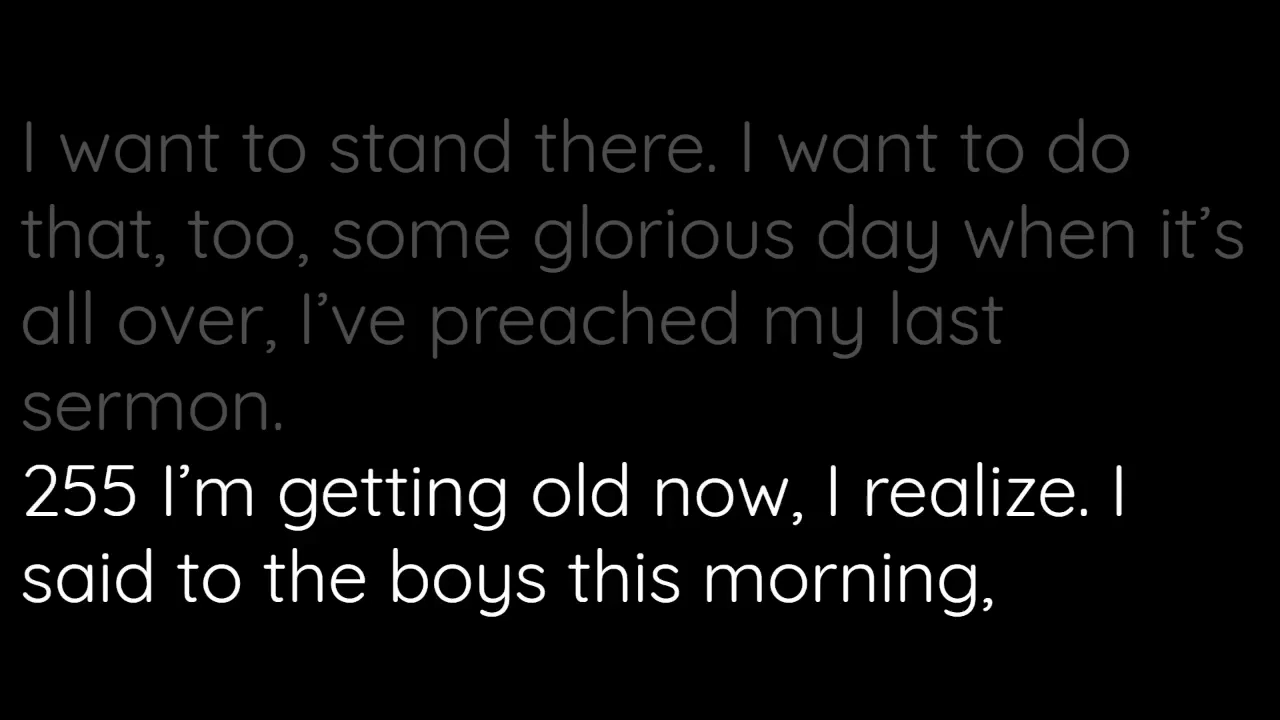 I want to stand there. I want to do
that, too, some glorious day when it’s
all over, I’ve preached my last
sermon.
255 I’m getting old now, I realize. I
said to the boys this morning,